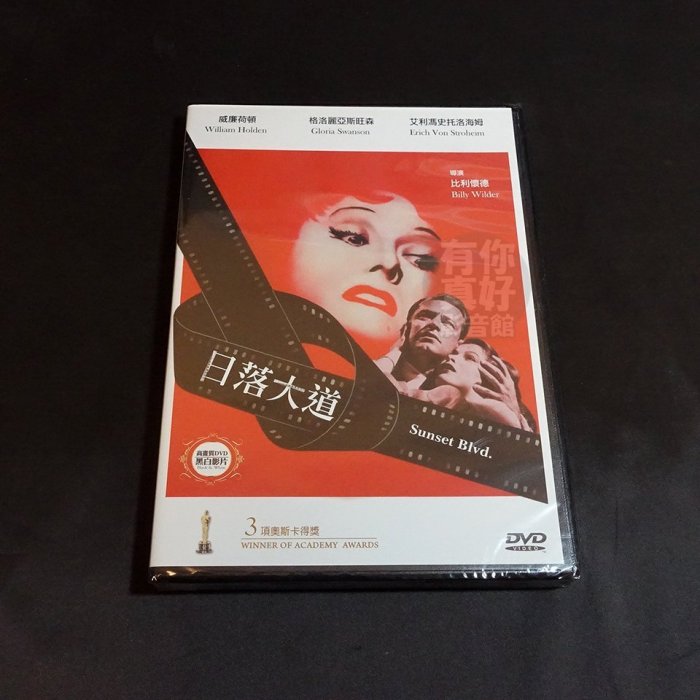 威廉荷頓
William Holden
格洛麗亞斯旺森
Gloria Swanson
艾利馮史托洛海姆
Erich Von Stroheim
導演
比利懷德
Billy Wilder
有你
真好
音館
日落大道
Sunset Blvd.
高畫質DVD
黑白影片
Black & White
3 項奧斯卡得獎
WINNER OF ACADEMY AWARDS
DVD
VIDEO